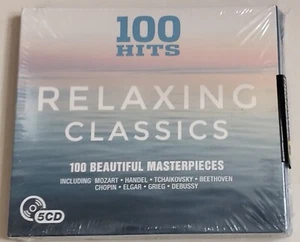 100
HITS
RELAXING
CLASSICS
100 BEAUTIFUL MASTERPIECES
INCLUDING MOZART • HANDEL • TCHAIKOVSKY • BEETHOVEN
CHOPIN • ELGAR • GRIEG • DEBUSSY
5CD